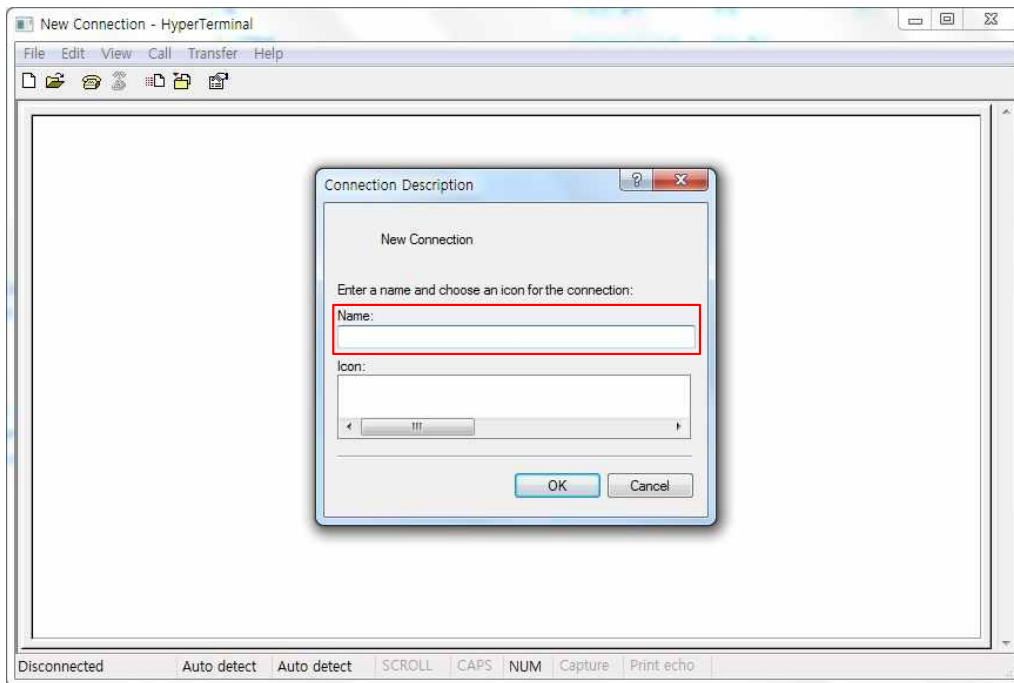 New Connection - HyperTerminal
File Edit View Call Transfer Help
Connection Description
New Connection
Enter a name and choose an icon for the connection:
Name:
Icon:
OK Cancel
Disconnected Auto detect Auto detect SCROLL CAPS NUM Capture Print echo